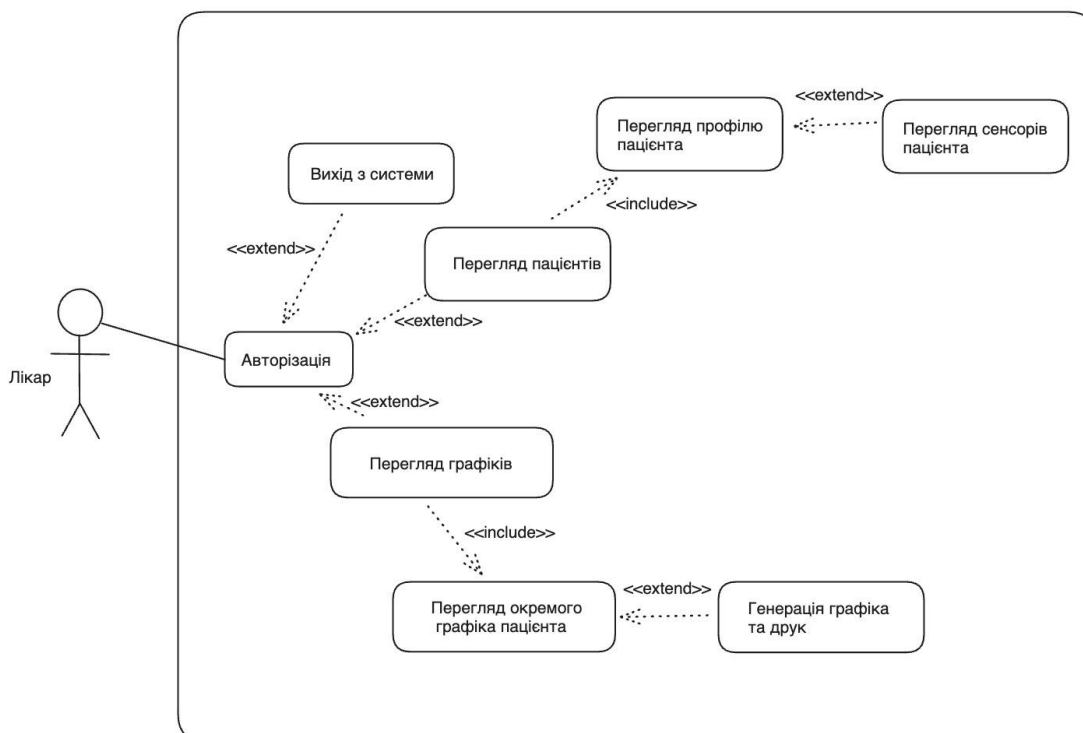 <<extend>>
Перегляд профілю
пацієнта
Перегляд сенсорів
пацієнта
Вихід з системи
<<include>>
<<extend>>
Перегляд пацієнтів
<<extend>>
Авторізація
Лікар
<<extend>>
Перегляд графіків
<<include>>
<<extend>>
Перегляд окремого
графіка пацієнта
Генерація графіка
та друк